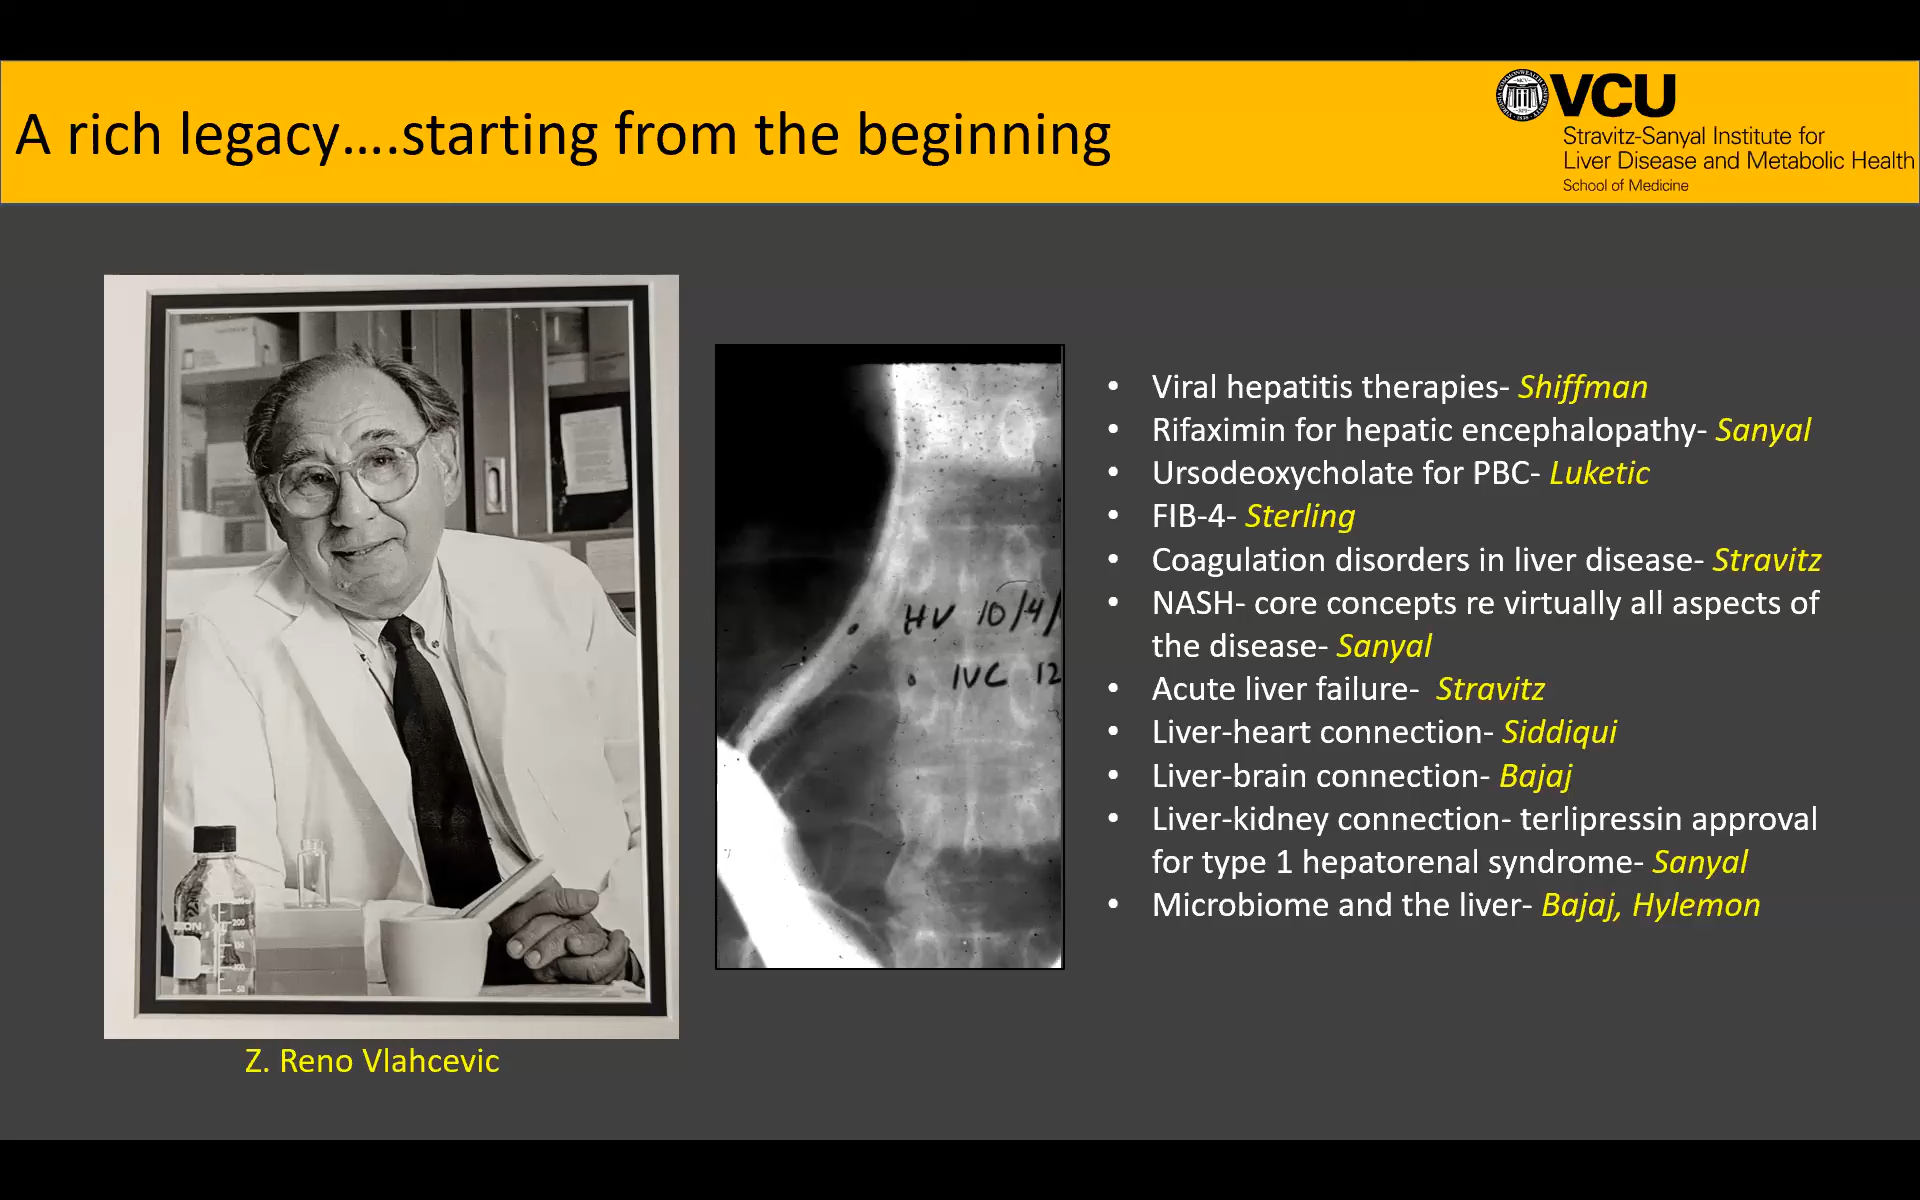 A rich legacy....starting from the beginning
VCU
Stravitz-Sanyal Institute for
Liver Disease and Metabolic Health
School of Medicine
HV 10/4/
IVC 12
Z. Reno Vlahcevic
• Viral hepatitis therapies- Shiffman
• Rifaximin for hepatic encephalopathy- Sanyal
• Ursodeoxycholate for PBC- Luketic
• FIB-4- Sterling
• Coagulation disorders in liver disease- Stravitz
• NASH- core concepts re virtually all aspects of
the disease- Sanyal
• Acute liver failure- Stravitz
• Liver-heart connection- Siddiqui
• Liver-brain connection- Bajaj
• Liver-kidney connection- terlipressin approval
for type 1 hepatorenal syndrome- Sanyal
• Microbiome and the liver- Bajaj, Hylemon